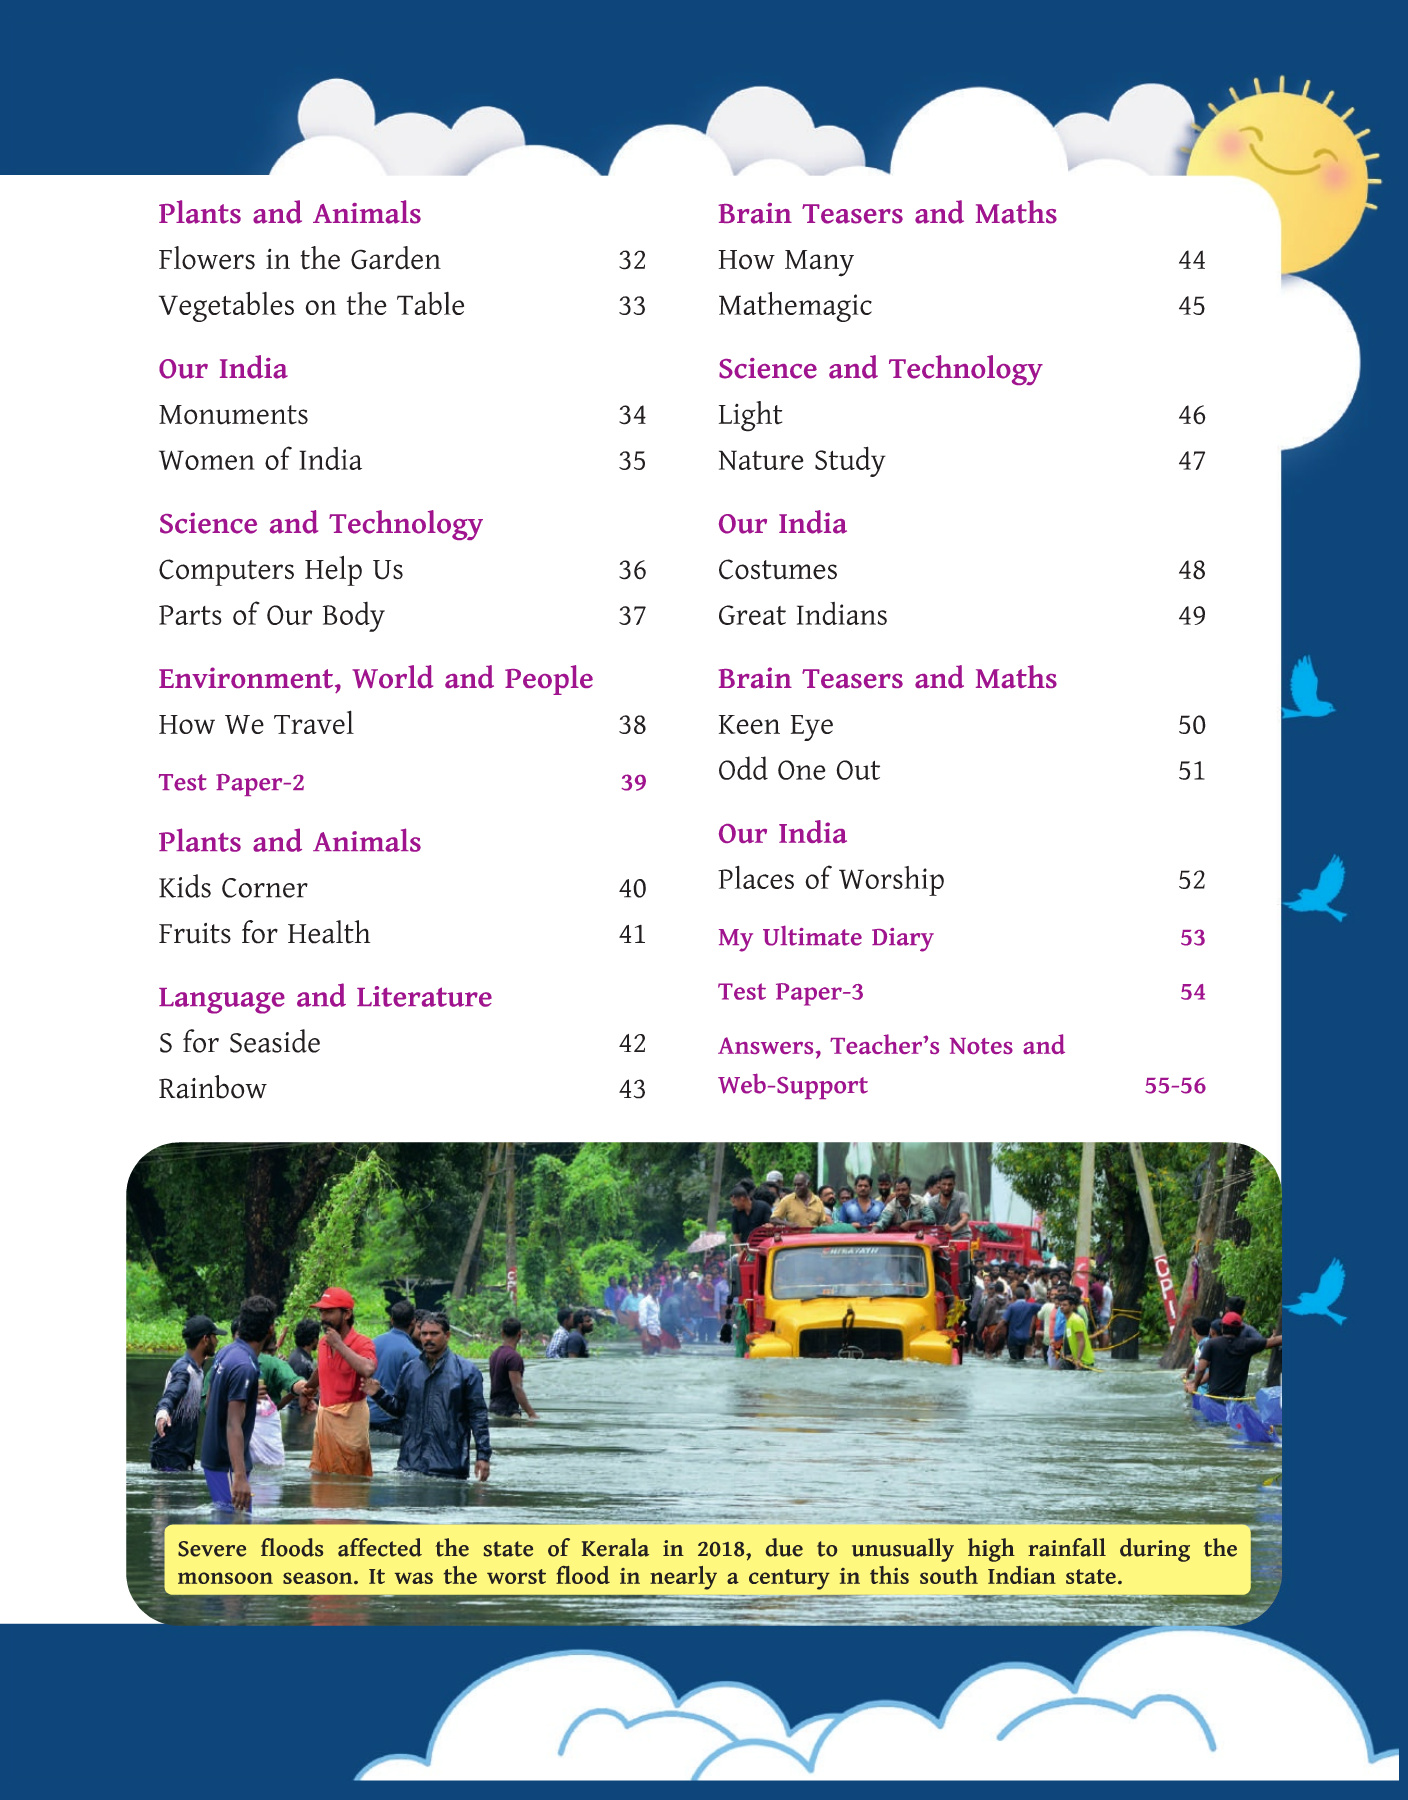 Plants and Animals
Flowers in the Garden 32
Vegetables on the Table 33
Our India
Monuments 34
Women of India 35
Science and Technology
Computers Help Us 36
Parts of Our Body 37
Environment, World and People
How We Travel 38
Test Paper-2 39
Plants and Animals
Kids Corner 40
Fruits for Health 41
Language and Literature
S for Seaside 42
Rainbow 43
Brain Teasers and Maths
How Many 44
Mathemagic 45
Science and Technology
Light 46
Nature Study 47
Our India
Costumes 48
Great Indians 49
Brain Teasers and Maths
Keen Eye 50
Odd One Out 51
Our India
Places of Worship 52
My Ultimate Diary 53
Test Paper-3 54
Answers, Teacher’s Notes and
Web-Support 55-56
CPI
Severe floods affected the state of Kerala in 2018, due to unusually high rainfall during the
monsoon season. It was the worst flood in nearly a century in this south Indian state.